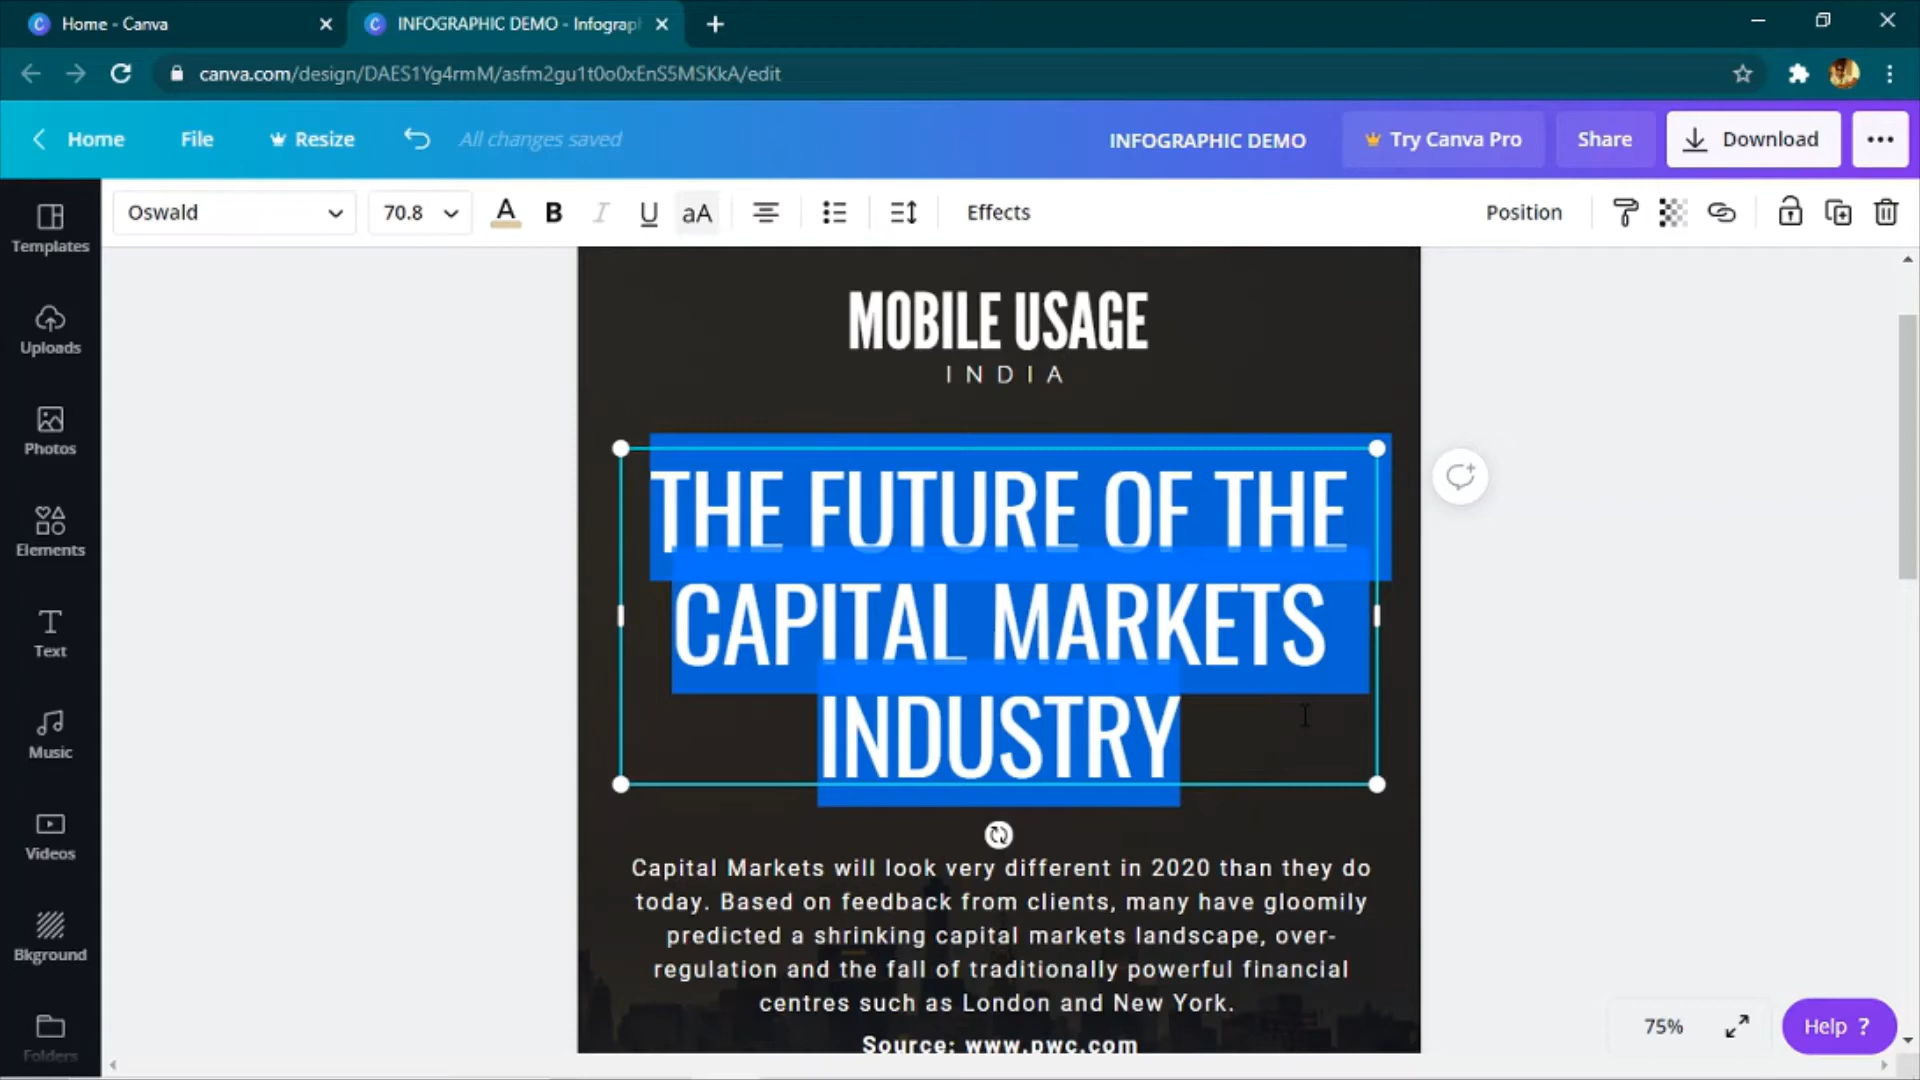 Home - Canva
INFOGRAPHIC DEMO - Infograp
canva.com/design/DAES1Yg4rmM/asfm2gu1t0o0xEnS5MSKkA/edit
Home
File
Resize
All changes saved
INFOGRAPHIC DEMO
Try Canva Pro
Share
Download
Oswald
70.8
A
B
I
U
aA
Effects
Position
Templates
Uploads
Photos
Elements
Text
Music
Videos
Bkground
Folders
MOBILE USAGE
INDIA
THE FUTURE OF THE
CAPITAL MARKETS
INDUSTRY
Capital Markets will look very different in 2020 than they do
today. Based on feedback from clients, many have gloomily
predicted a shrinking capital markets landscape, over-
regulation and the fall of traditionally powerful financial
centres such as London and New York.
Source: www.pwc.com
75%
Help ?